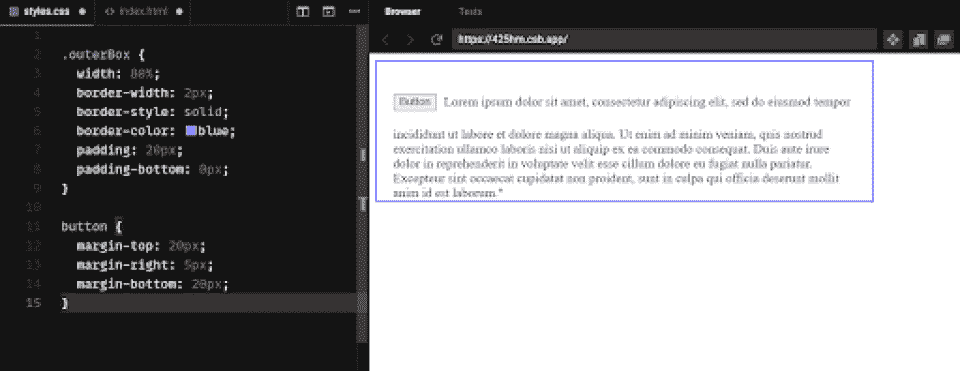 styles.css
index.html
Browser
Tests
https://425hm.csb.app/
1
2 .outerBox {
3 width: 80%;
4 border-width: 2px;
5 border-style: solid;
6 border-color: blue;
7 padding: 20px;
8 padding-bottom: 0px;
9 }
10
11 button {
12 margin-top: 20px;
13 margin-right: 5px;
14 margin-bottom: 20px;
15 }
Button Lorem ipsum dolor sit amet, consectetur adipiscing elit, sed do eiusmod tempor
incididunt ut labore et dolore magna aliqua. Ut enim ad minim veniam, quis nostrud
exercitation ullamco laboris nisi ut aliquip ex ea commodo consequat. Duis aute irure
dolor in reprehenderit in voluptate velit esse cillum dolore eu fugiat nulla pariatur.
Excepteur sint occaecat cupidatat non proident, sunt in culpa qui officia deserunt mollit
anim id est laborum."